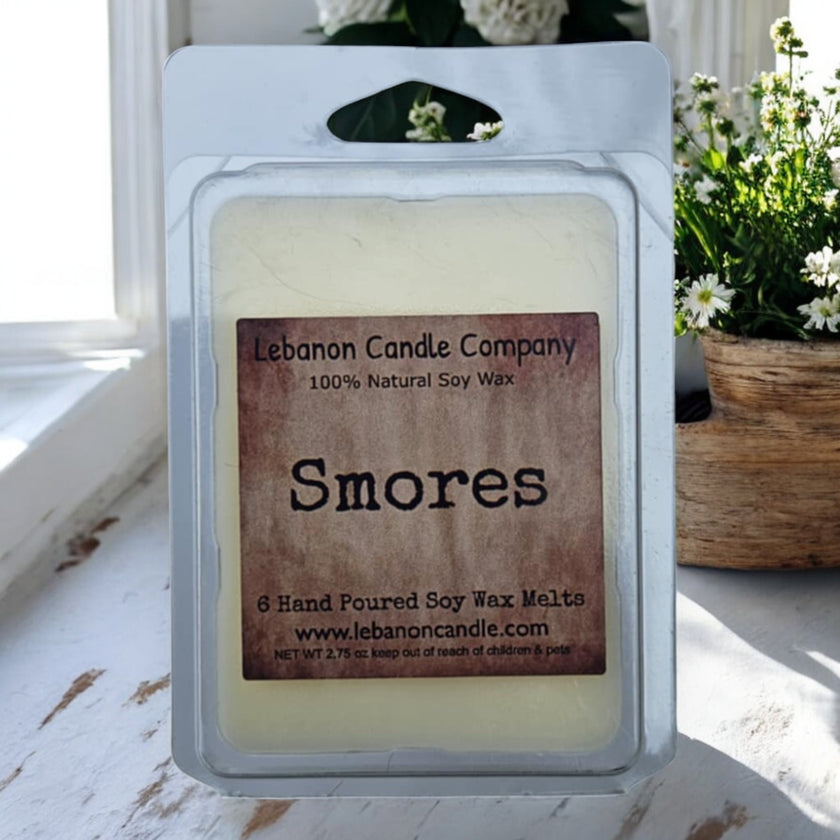 Lebanon Candle Company
100% Natural Soy Wax
Smores
6 Hand Poured Soy Wax Melts
www.lebanoncandle.com
NET WT 2.75 oz keep out of reach of children & pets